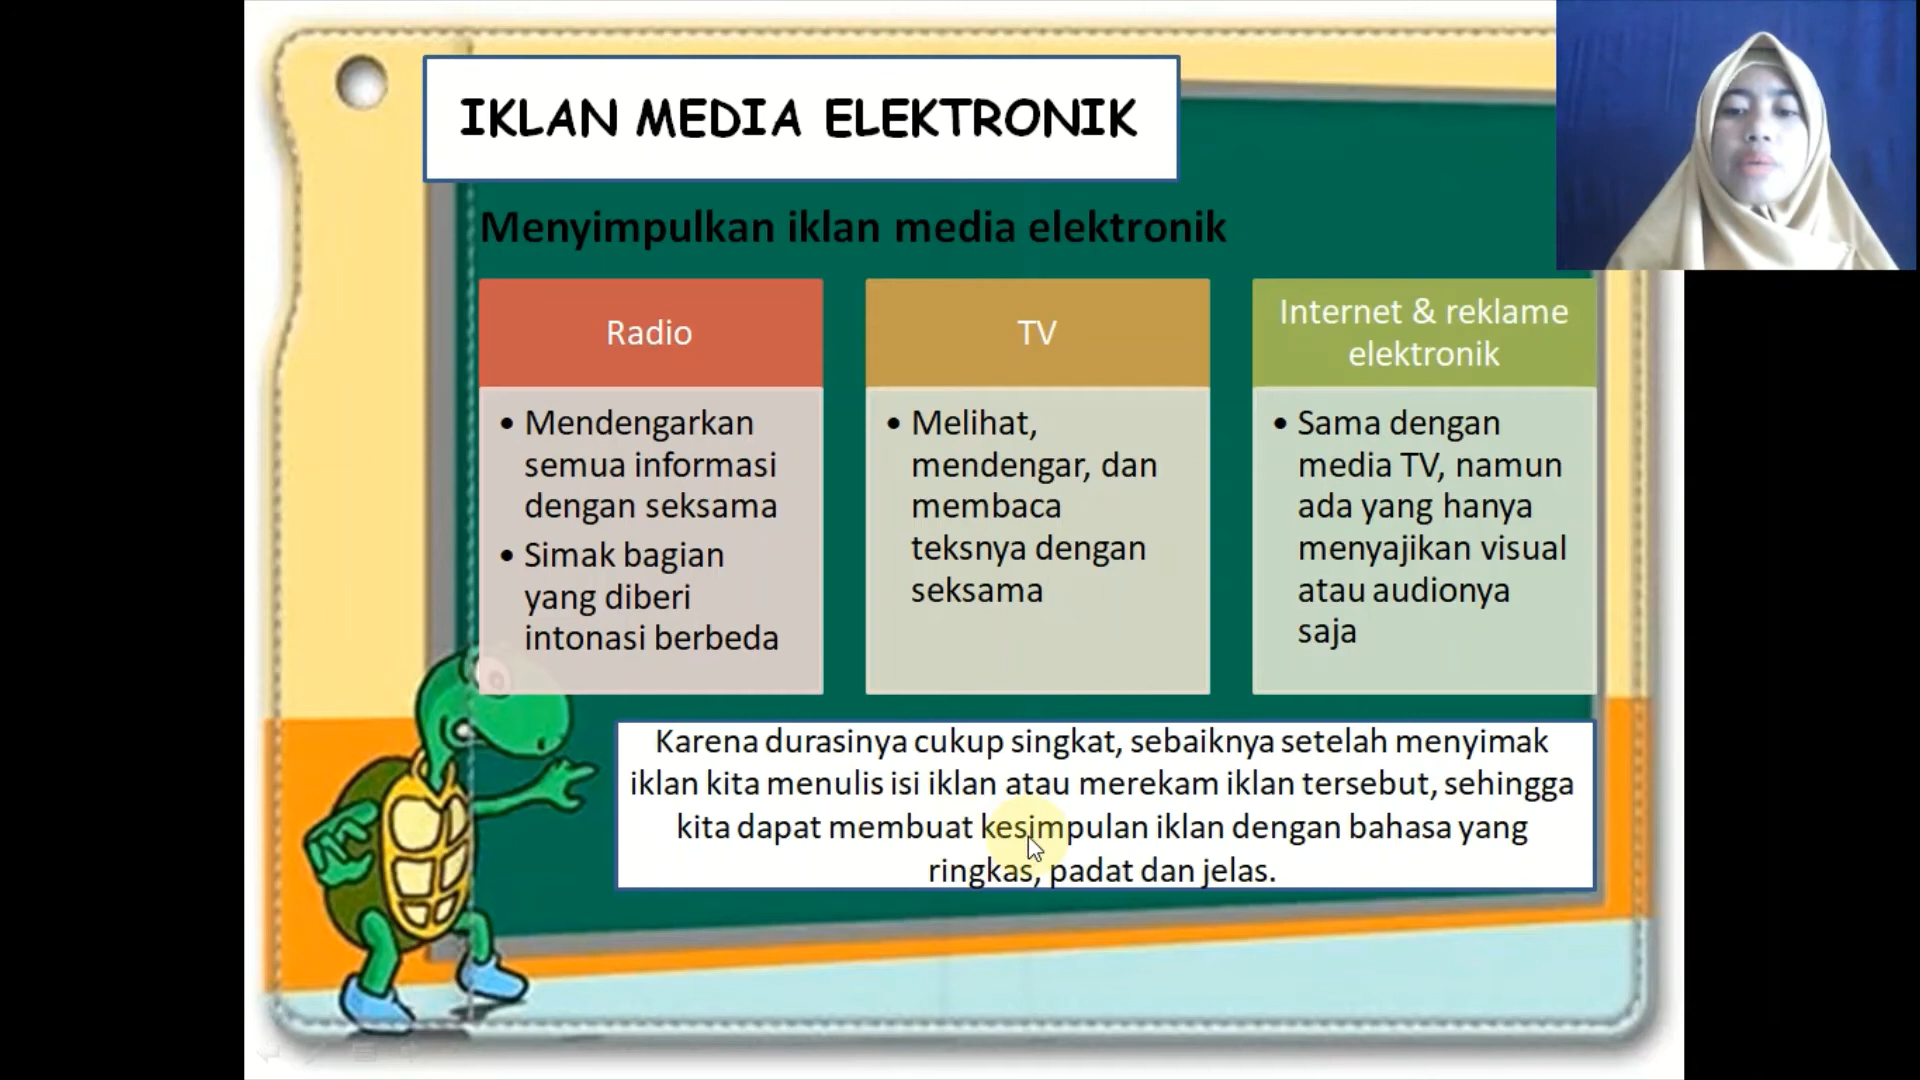 IKLAN MEDIA ELEKTRONIK
Menyimpulkan iklan media elektronik
Radio
• Mendengarkan
semua informasi
dengan seksama
• Simak bagian
yang diberi
intonasi berbeda
TV
• Melihat,
mendengar, dan
membaca
teksnya dengan
seksama
Internet & reklame
elektronik
• Sama dengan
media TV, namun
ada yang hanya
menyajikan visual
atau audionya
saja
Karena durasinya cukup singkat, sebaiknya setelah menyimak
iklan kita menulis isi iklan atau merekam iklan tersebut, sehingga
kita dapat membuat kesimpulan iklan dengan bahasa yang
ringkas, padat dan jelas.